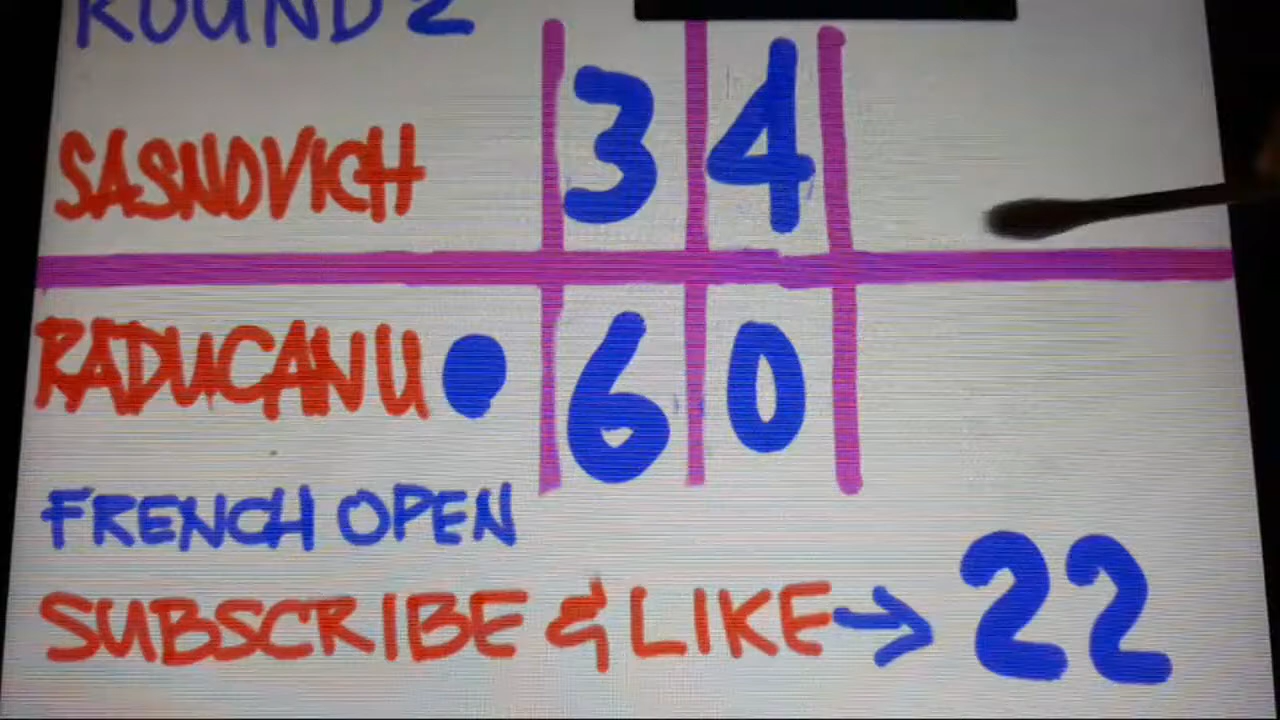 ROUND 2
SASNOVICH 3 4
RADUCANU 6 0
FRENCH OPEN
SUBSCRIBE & LIKE → 22